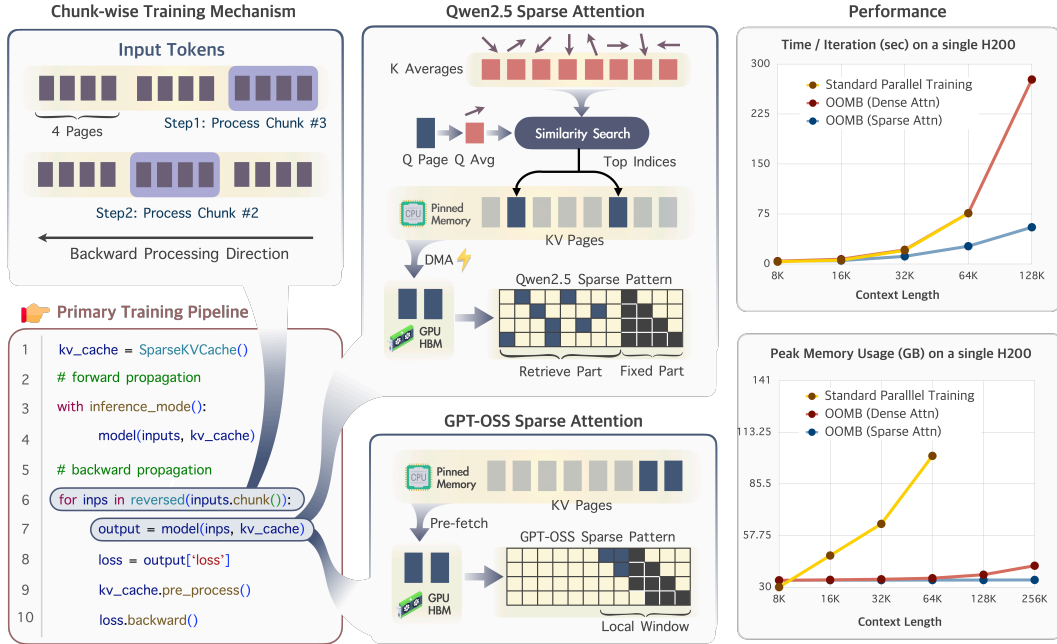 Chunk-wise Training Mechanism
Input Tokens
4 Pages
Step1: Process Chunk #3
Step2: Process Chunk #2
Backward Processing Direction
Primary Training Pipeline
1 kv_cache = SparseKVCache()
2 # forward propagation
3 with inference_mode():
4 model(inputs, kv_cache)
5 # backward propagation
6 for inps in reversed(inputs.chunk()):
7 output = model(inps, kv_cache)
8 loss = output['loss']
9 kv_cache.pre_process()
10 loss.backward()
Qwen2.5 Sparse Attention
K Averages
Q Page
Q Avg
Similarity Search
Top Indices
CPU
Pinned
Memory
KV Pages
DMA
GPU
HBM
Qwen2.5 Sparse Pattern
Retrieve Part
Fixed Part
GPT-OSS Sparse Attention
CPU
Pinned
Memory
KV Pages
Pre-fetch
GPU
HBM
GPT-OSS Sparse Pattern
Local Window
Performance
Time / Iteration (sec) on a single H200
300
225
150
75
0
Standard Parallel Training
OOMB (Dense Attn)
OOMB (Sparse Attn)
8K 16K 32K 64K 128K
Context Length
Peak Memory Usage (GB) on a single H200
141
113.25
85.5
57.75
30
Standard Paralllel Training
OOMB (Dense Attn)
OOMB (Sparse Attn)
8K 16K 32K 64K 128K 256K
Context Length